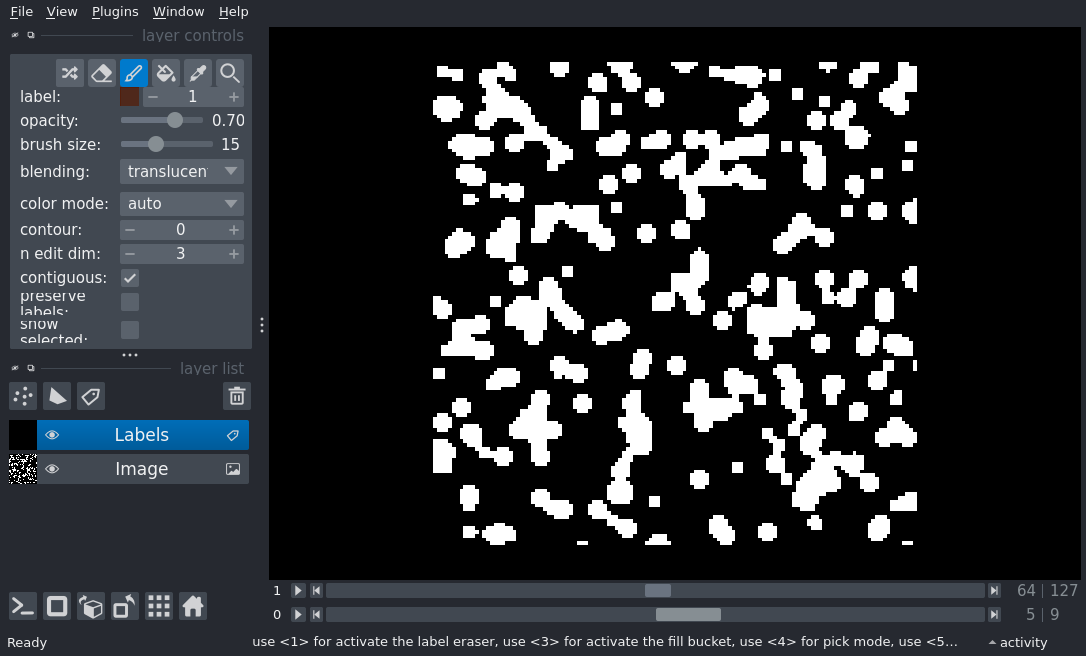 File View Plugins Window Help
layer controls
label: 1
opacity: 0.70
brush size: 15
blending: translucen
color mode: auto
contour: 0
n edit dim: 3
contiguous:
preserve
labels:
show
selected:
layer list
Labels
Image
1 64 | 127
0 5 | 9
Ready use <1> for activate the label eraser, use <3> for activate the fill bucket, use <4> for pick mode, use <5... activity